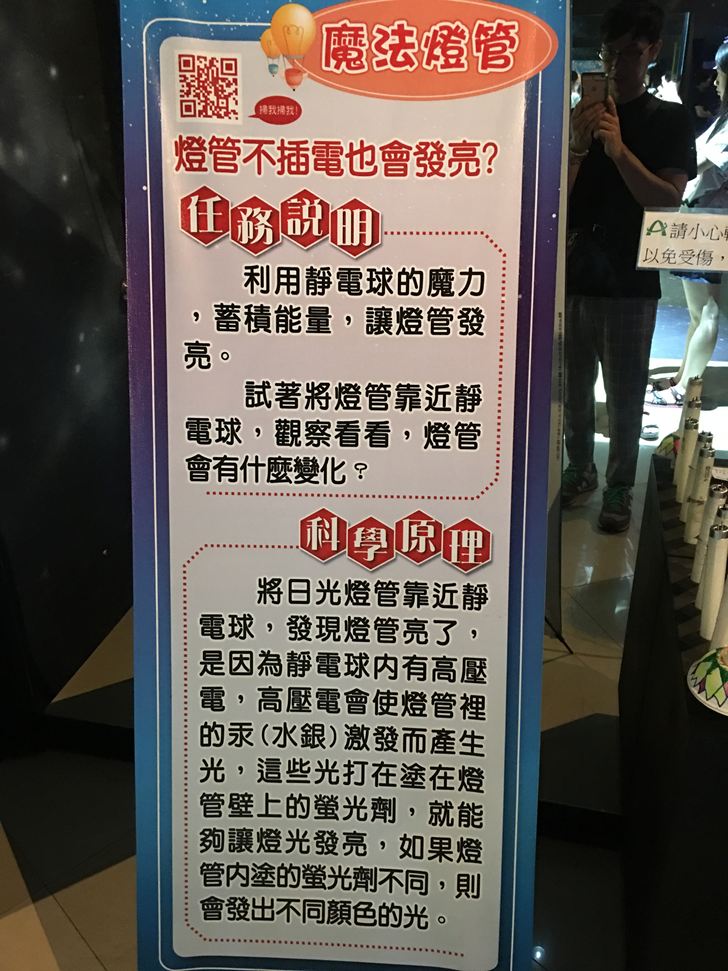 魔法燈管
掃我掃我!
燈管不插電也會發亮?
任務説明
利用靜電球的魔力
，蓄積能量，讓燈管發
亮。
試著將燈管靠近靜
電球，觀察看看，燈管
會有什麼變化？
科學原理
將日光燈管靠近靜
電球，發現燈管亮了，
是因為靜電球内有高壓
電，高壓電會使燈管裡
的汞(水銀)激發而產生
光，這些光打在塗在燈
管壁上的螢光劑，就能
夠讓燈光發亮，如果燈
管内塗的螢光劑不同，則
會發出不同顏色的光。
請小心
以免受傷，